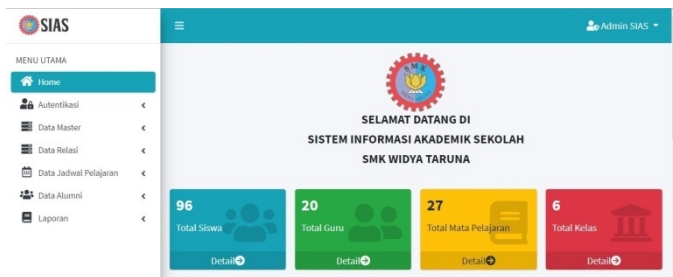 SIAS
Admin SIAS
MENU UTAMA
Home
Autentikasi
Data Master
Data Relasi
Data Jadwal Pelajaran
Data Alumni
Laporan
SMK
SELAMAT DATANG DI
SISTEM INFORMASI AKADEMIK SEKOLAH
SMK WIDYA TARUNA
96
Total Siswa
Detail
20
Total Guru
Detail
27
Total Mata Pelajaran
Detail
6
Total Kelas
Detail